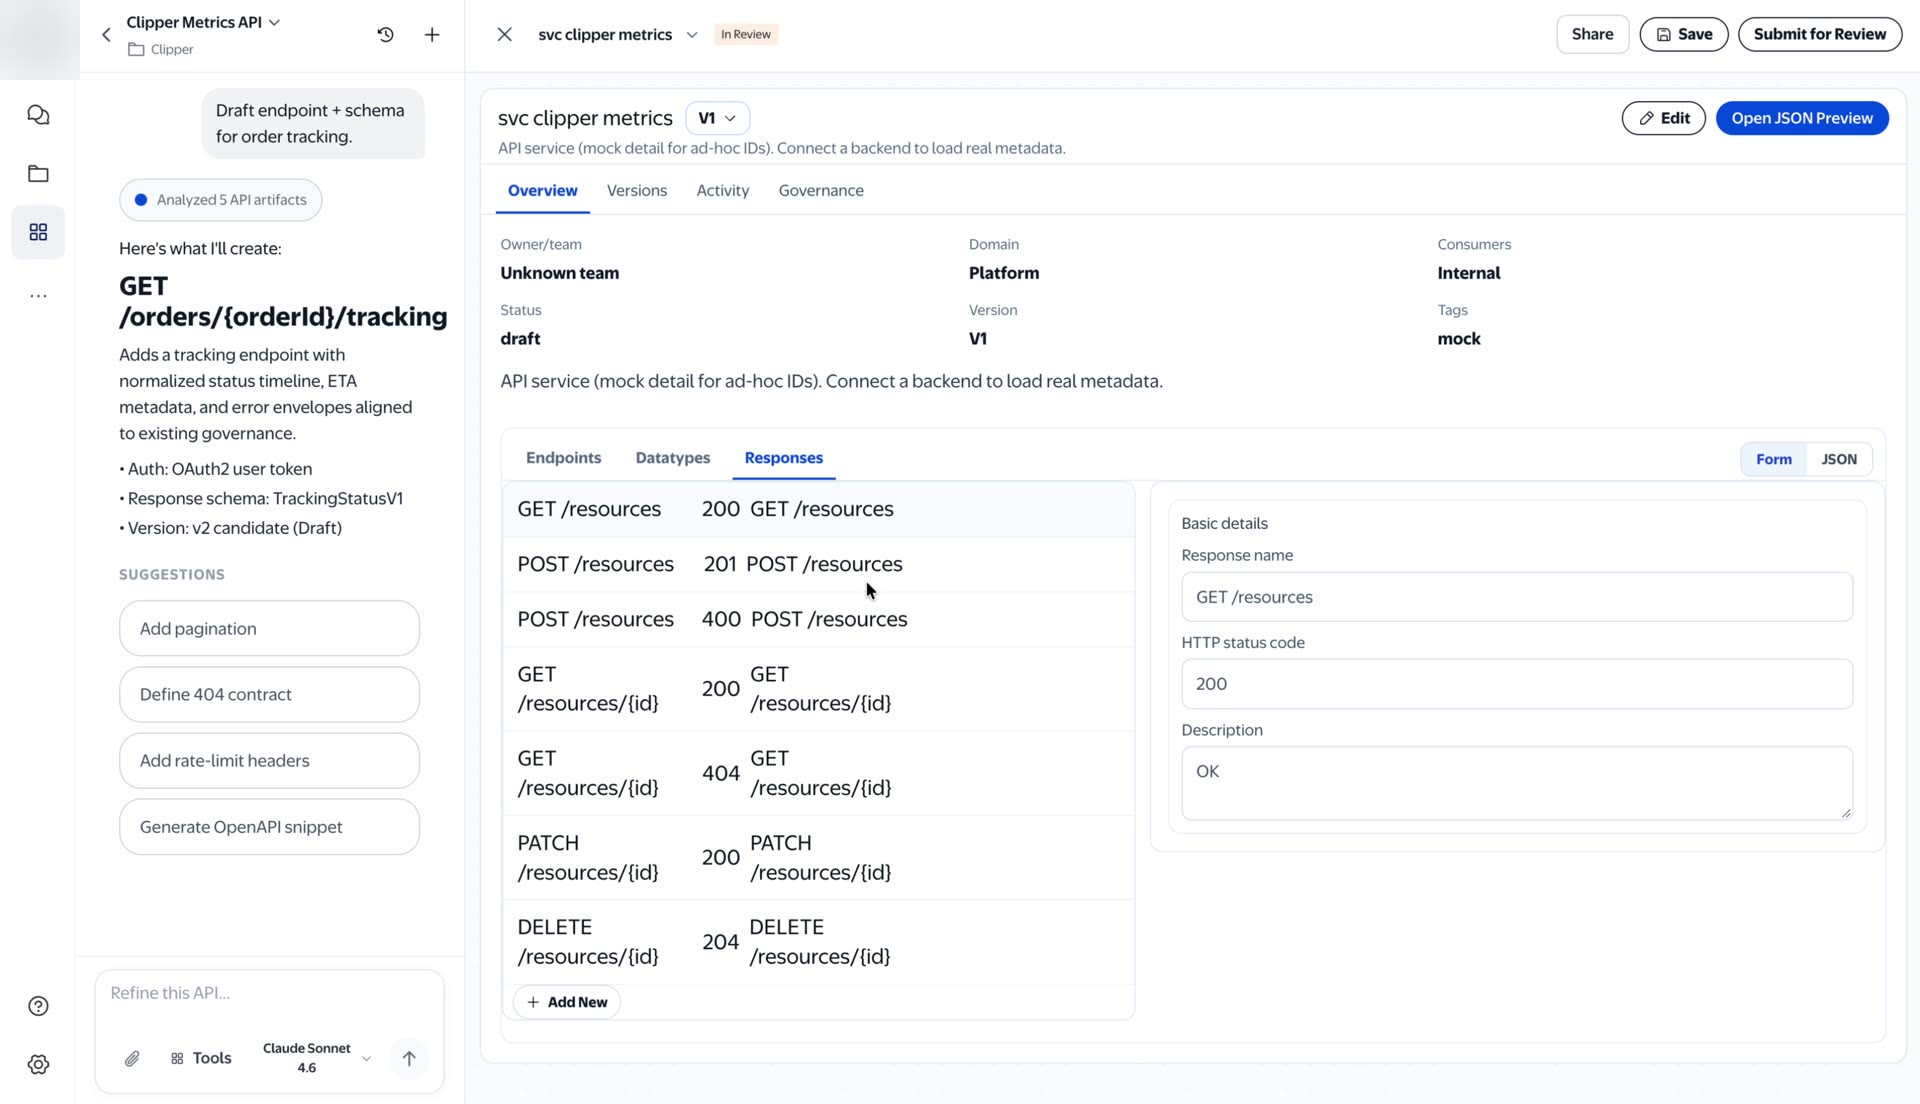 Clipper Metrics API
Clipper
Draft endpoint + schema
for order tracking.
Analyzed 5 API artifacts
Here's what I'll create:
GET
/orders/{orderId}/tracking
Adds a tracking endpoint with
normalized status timeline, ETA
metadata, and error envelopes aligned
to existing governance.
• Auth: OAuth2 user token
• Response schema: TrackingStatusV1
• Version: v2 candidate (Draft)
SUGGESTIONS
Add pagination
Define 404 contract
Add rate-limit headers
Generate OpenAPI snippet
Refine this API...
Tools
Claude Sonnet
4.6
svc clipper metrics
In Review
Share
Save
Submit for Review
svc clipper metrics
V1
Edit
Open JSON Preview
API service (mock detail for ad-hoc IDs). Connect a backend to load real metadata.
Overview
Versions
Activity
Governance
Owner/team
Domain
Consumers
Unknown team
Platform
Internal
Status
Version
Tags
draft
V1
mock
API service (mock detail for ad-hoc IDs). Connect a backend to load real metadata.
Endpoints
Datatypes
Responses
Form
JSON
GET /resources 200 GET /resources
POST /resources 201 POST /resources
POST /resources 400 POST /resources
GET
/resources/{id}
200
GET
/resources/{id}
GET
/resources/{id}
404
GET
/resources/{id}
PATCH
/resources/{id}
200
PATCH
/resources/{id}
DELETE
/resources/{id}
204
DELETE
/resources/{id}
Add New
Basic details
Response name
GET /resources
HTTP status code
200
Description
OK